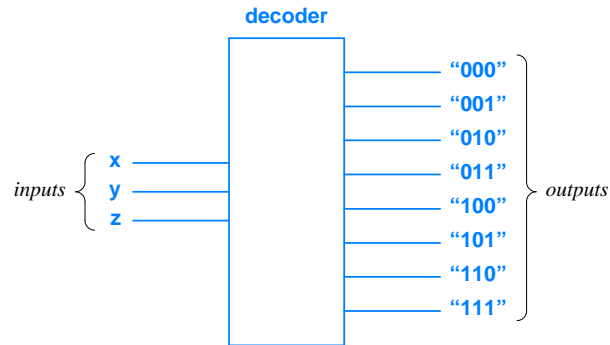 decoder
“000”
“001”
“010”
x
“011”
inputs
y
outputs
“100”
z
“101”
“110”
“111”